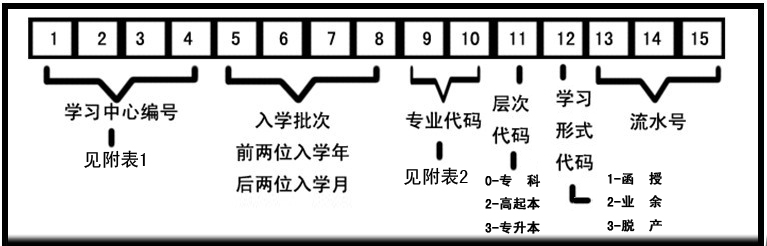 1 2 3 4 5 6 7 8 9 10 11 12 13 14 15
学习中心编号
见附表1
入学批次
前两位入学年
后两位入学月
专业代码
见附表2
层次
代码
0-专 科
2-高起本
3-专升本
学习
形式
代码
1-函 授
2-业 余
3-脱 产
流水号